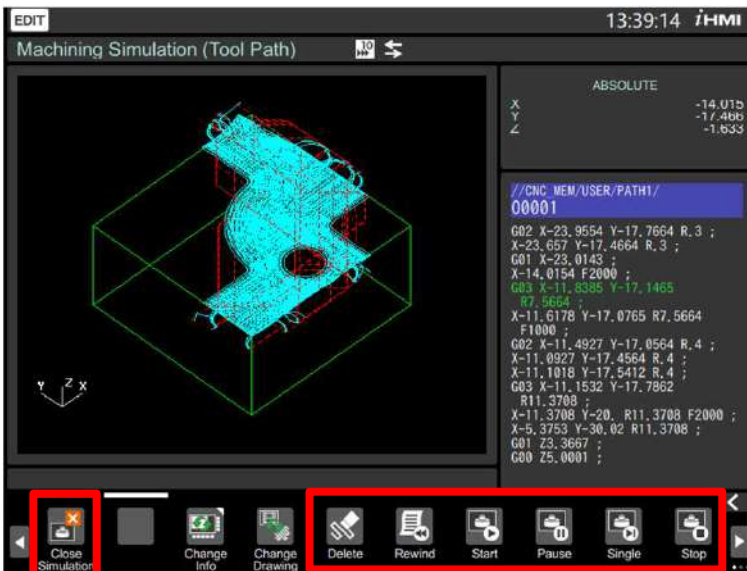 EDIT
13:39:14 iHMI
Machining Simulation (Tool Path)
10
ABSOLUTE
X -14.015
Y -17.466
Z -1.633
//CNC_MEM/USER/PATH1/
O0001
G02 X-23.9554 Y-17.7664 R.3 ;
X-23.657 Y-17.4664 R.3 ;
G01 X-23.0143 ;
X-14.0154 F2000 ;
G03 X-11.8385 Y-17.1465
R7.5664 ;
X-11.6178 Y-17.0765 R7.5664
F1000 ;
G02 X-11.4927 Y-17.0564 R.4 ;
X-11.0927 Y-17.4564 R.4 ;
X-11.1018 Y-17.5412 R.4 ;
G03 X-11.1532 Y-17.7862
R11.3708 ;
X-11.3708 Y-20. R11.3708 F2000 ;
X-5.3753 Y-30.02 R11.3708 ;
G01 Z3.3667 ;
G00 Z5.0001 ;
Y Z X
Close
Simulation
Change
Info
Change
Drawing
Delete
Rewind
Start
Pause
Single
Stop